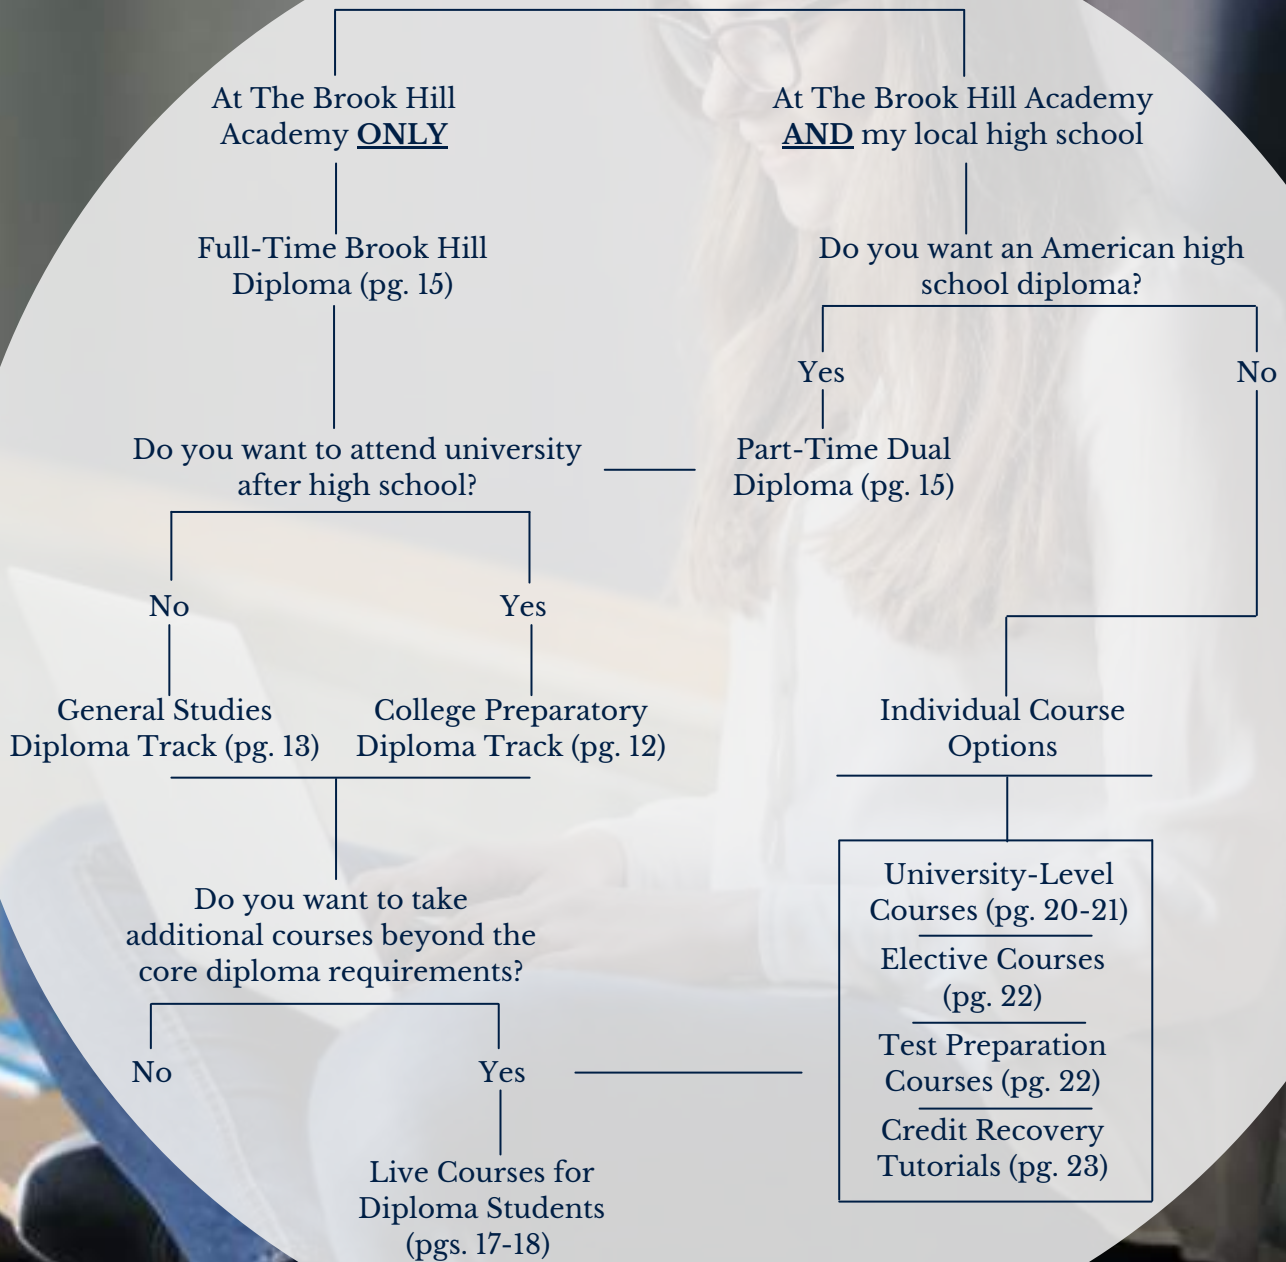 At The Brook Hill
Academy ONLY
At The Brook Hill Academy
AND my local high school
Full-Time Brook Hill
Diploma (pg. 15)
Do you want an American high
school diploma?
Yes
No
Do you want to attend university
after high school?
Part-Time Dual
Diploma (pg. 15)
No
Yes
General Studies
Diploma Track (pg. 13)
College Preparatory
Diploma Track (pg. 12)
Individual Course
Options
Do you want to take
additional courses beyond the
core diploma requirements?
No
Yes
Live Courses for
Diploma Students
(pgs. 17-18)
University-Level
Courses (pg. 20-21)
Elective Courses
(pg. 22)
Test Preparation
Courses (pg. 22)
Credit Recovery
Tutorials (pg. 23)